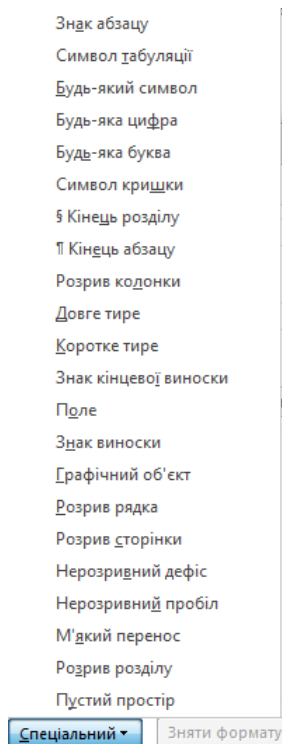 Знак абзацу
Символ табуляції
Будь-який символ
Будь-яка цифра
Будь-яка буква
Символ кришки
§ Кінець розділу
¶ Кінець абзацу
Розрив колонки
Довге тире
Коротке тире
Знак кінцевої виноски
Поле
Знак виноски
Графічний об'єкт
Розрив рядка
Розрив сторінки
Нерозривний дефіс
Нерозривний пробіл
М'який перенос
Розрив розділу
Пустий простір
Спеціальний Зняти формату